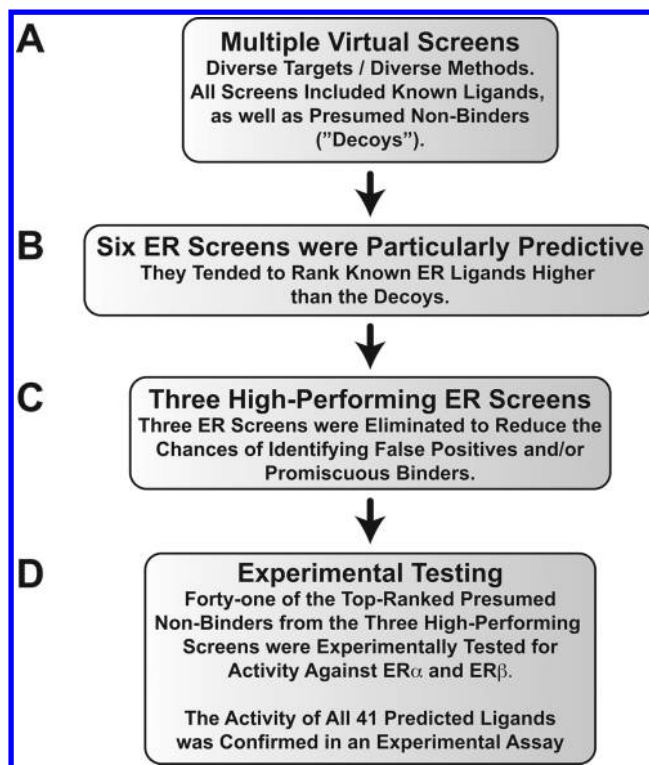 A
Multiple Virtual Screens
Diverse Targets / Diverse Methods.
All Screens Included Known Ligands,
as well as Presumed Non-Binders
("Decoys").
B
Six ER Screens were Particularly Predictive
They Tended to Rank Known ER Ligands Higher
than the Decoys.
C
Three High-Performing ER Screens
Three ER Screens were Eliminated to Reduce the
Chances of Identifying False Positives and/or
Promiscuous Binders.
D
Experimental Testing
Forty-one of the Top-Ranked Presumed
Non-Binders from the Three High-Performing
Screens were Experimentally Tested for
Activity Against ERα and ERβ.
The Activity of All 41 Predicted Ligands
was Confirmed in an Experimental Assay